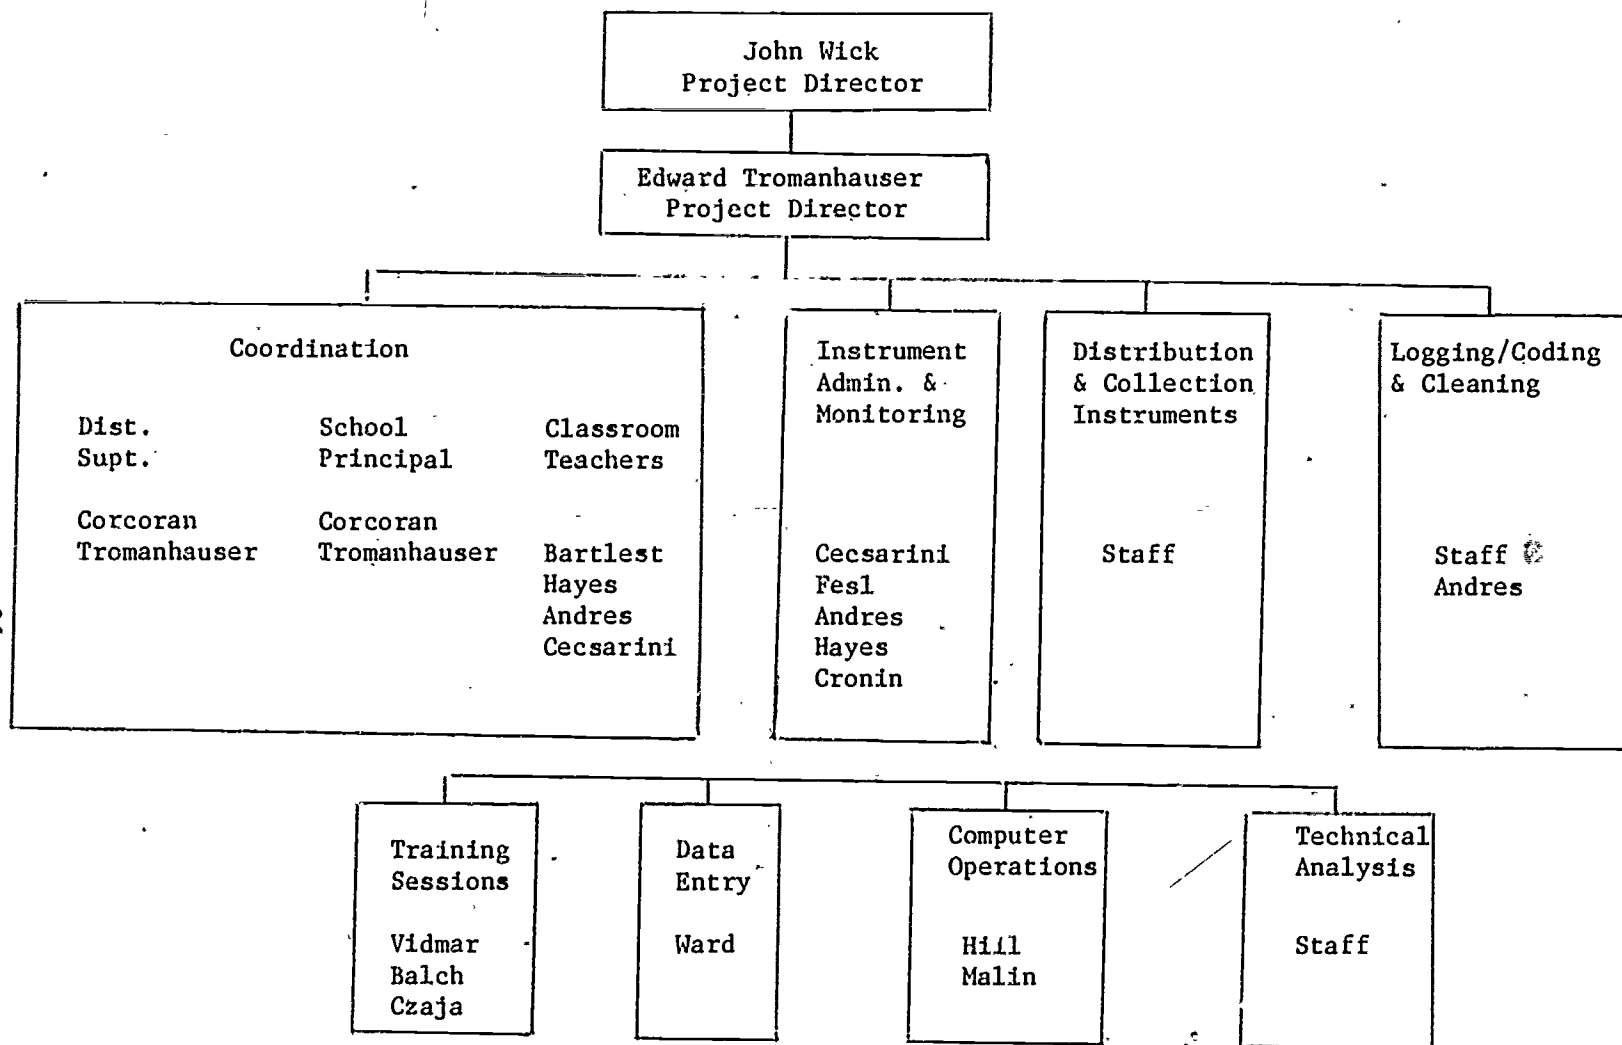 John Wick
Project Director
Edward Tromanhauser
Project Director
Coordination
Dist.
Supt.
Corcoran
Tromanhauser
School
Principal
Corcoran
Tromanhauser
Classroom
Teachers
Bartlest
Hayes
Andres
Cecsarini
Instrument
Admin. &
Monitoring
Cecsarini
Fesl
Andres
Hayes
Cronin
Distribution
& Collection
Instruments
Staff
Logging/Coding
& Cleaning
Staff
Andres
Training
Sessions
Vidmar
Balch
Czaja
Data
Entry
Ward
Computer
Operations
Hill
Malin
Technical
Analysis
Staff